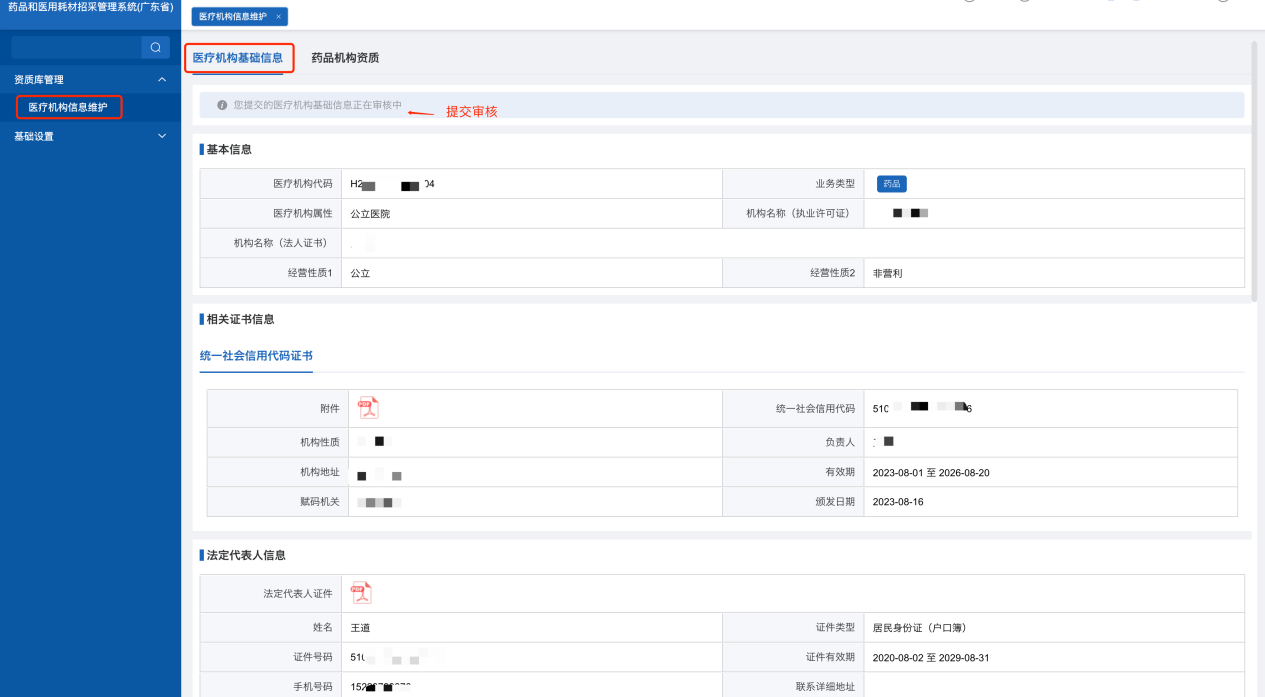 药品和医用耗材招采管理系统(广东省)
医疗机构信息维护 ×
医疗机构基础信息 药品机构资质
资质库管理
医疗机构信息维护
基础设置
您提交的医疗机构基础信息正在审核中
提交审核
基本信息
医疗机构代码 H2 04 业务类型 药品
医疗机构属性 公立医院 机构名称（执业许可证）
机构名称（法人证书）
经营性质1 公立 经营性质2 非营利
相关证书信息
统一社会信用代码证书
附件 PDF 统一社会信用代码 510 6
机构性质 负责人
机构地址 有效期 2023-08-01 至 2026-08-20
赋码机关 颁发日期 2023-08-16
法定代表人信息
法定代表人证件 PDF
姓名 王道 证件类型 居民身份证（户口簿）
证件号码 510 证件有效期 2020-08-02 至 2029-08-31
手机号码 152 联系详细地址